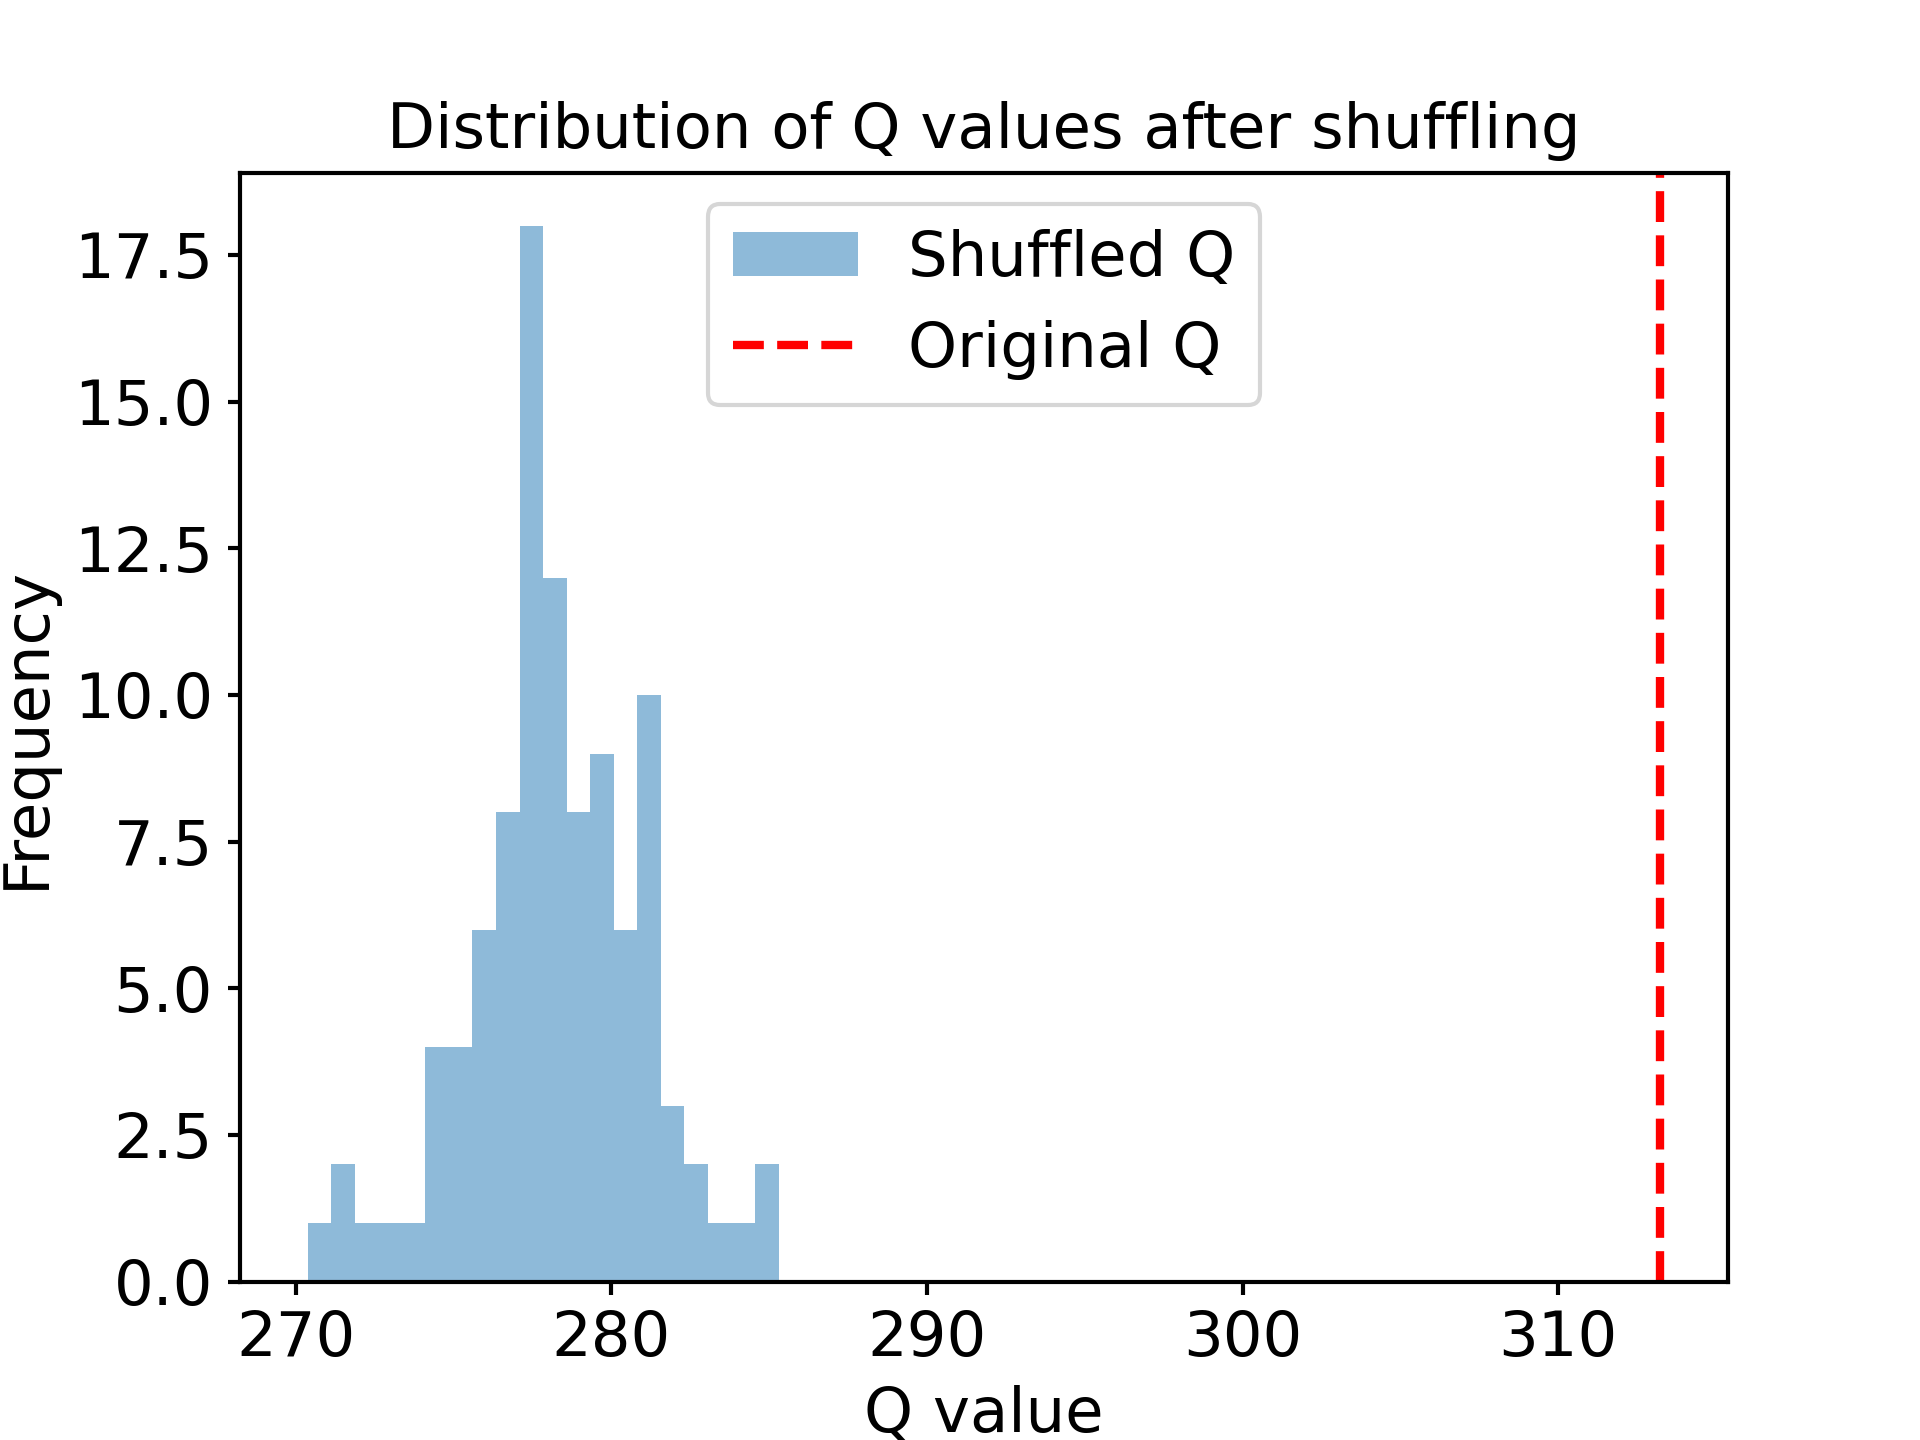 Distribution of Q values after shuffling
Shuffled Q
Original Q
17.5
15.0
12.5
10.0
7.5
5.0
2.5
0.0
Frequency
270 280 290 300 310
Q value